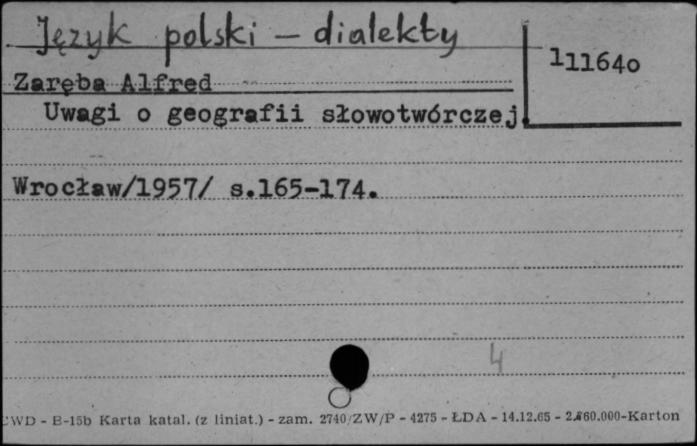 Język polski – dialekty
111640
Zaręba Alfred
Uwagi o geografii słowotwórczej.
Wrocław/1957/ s.165-174.
4
CWD - B-15b Karta katal. (z liniat.) - zam. 2740/ZW/P - 4275 - ŁDA - 14.12.65 - 2.860.000-Karton